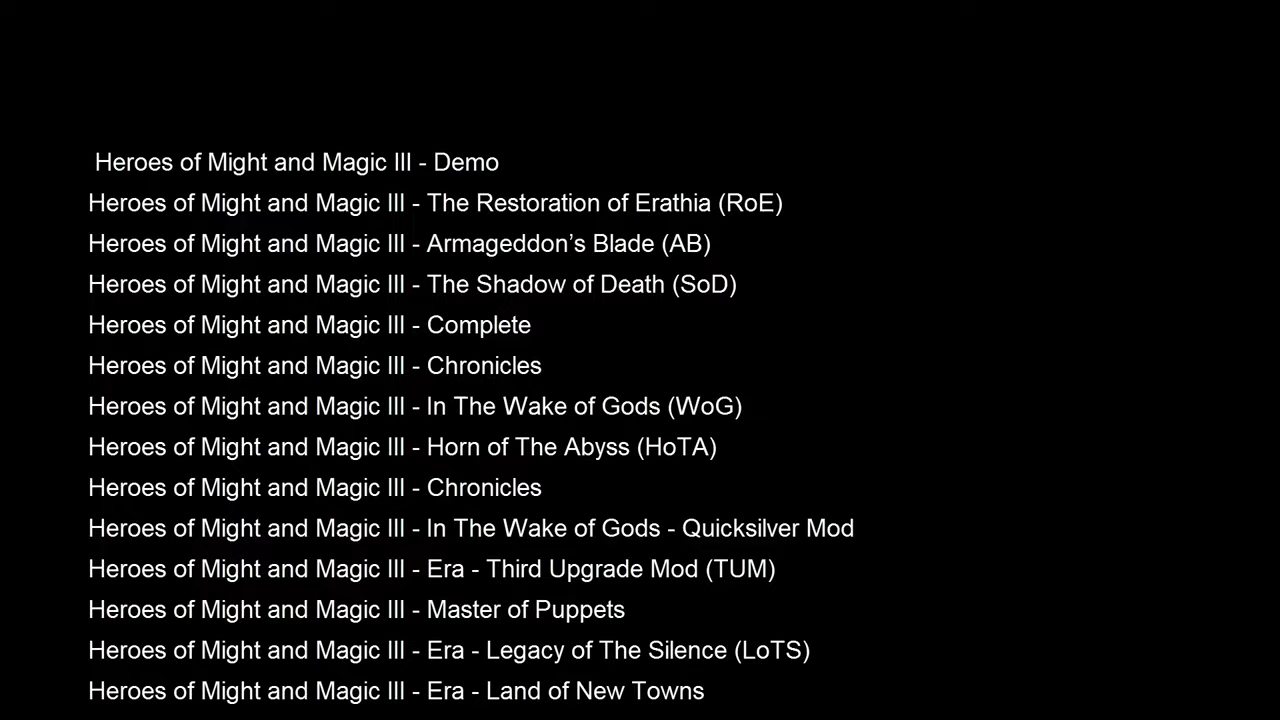 Heroes of Might and Magic III - Demo
Heroes of Might and Magic III - The Restoration of Erathia (RoE)
Heroes of Might and Magic III - Armageddon’s Blade (AB)
Heroes of Might and Magic III - The Shadow of Death (SoD)
Heroes of Might and Magic III - Complete
Heroes of Might and Magic III - Chronicles
Heroes of Might and Magic III - In The Wake of Gods (WoG)
Heroes of Might and Magic III - Horn of The Abyss (HoTA)
Heroes of Might and Magic III - Chronicles
Heroes of Might and Magic III - In The Wake of Gods - Quicksilver Mod
Heroes of Might and Magic III - Era - Third Upgrade Mod (TUM)
Heroes of Might and Magic III - Master of Puppets
Heroes of Might and Magic III - Era - Legacy of The Silence (LoTS)
Heroes of Might and Magic III - Era - Land of New Towns